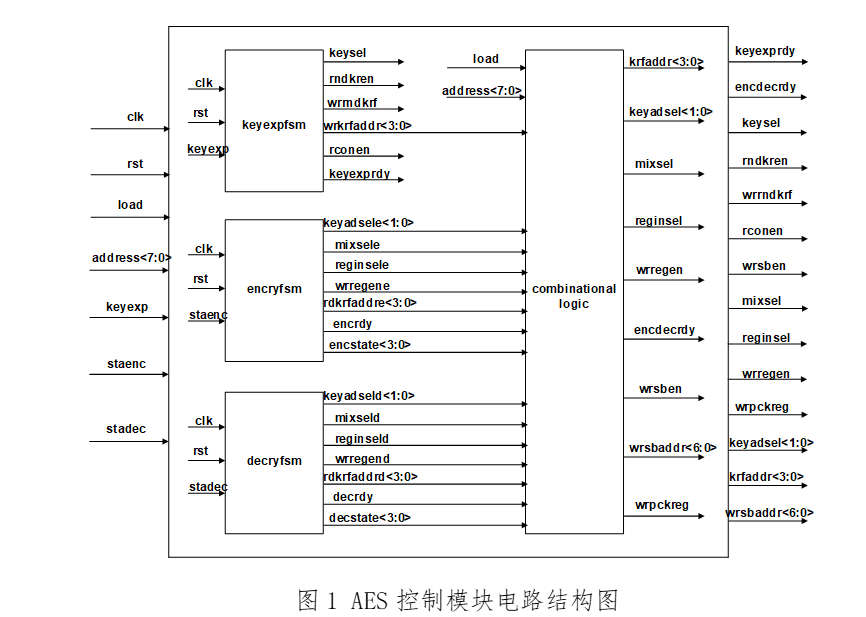 clk
rst
load
address<7:0>
keyexp
staenc
stadec
clk
rst
keyexp
keyexpfsm
keysel
rndkren
wrrndkrf
wrkrfaddr<3:0>
rconen
keyexprdy
clk
rst
staenc
encryfsm
keyadsele<1:0>
mixsele
reginsele
wrregene
rdkrfaddre<3:0>
encrdy
encstate<3:0>
clk
rst
stadec
decryfsm
keyadseld<1:0>
mixseld
reginseld
wrregend
rdkrfaddrd<3:0>
decrdy
decstate<3:0>
load
address<7:0>
combinational
logic
krfaddr<3:0>
keyadsel<1:0>
mixsel
reginsel
wrregen
encdecrdy
wrsben
wrsbaddr<6:0>
wrpckreg
keyexprdy
encdecrdy
keysel
rndkren
wrrndkrf
rconen
wrsben
mixsel
reginsel
wrregen
wrpckreg
keyadsel<1:0>
krfaddr<3:0>
wrsbaddr<6:0>
图 1 AES 控制模块电路结构图